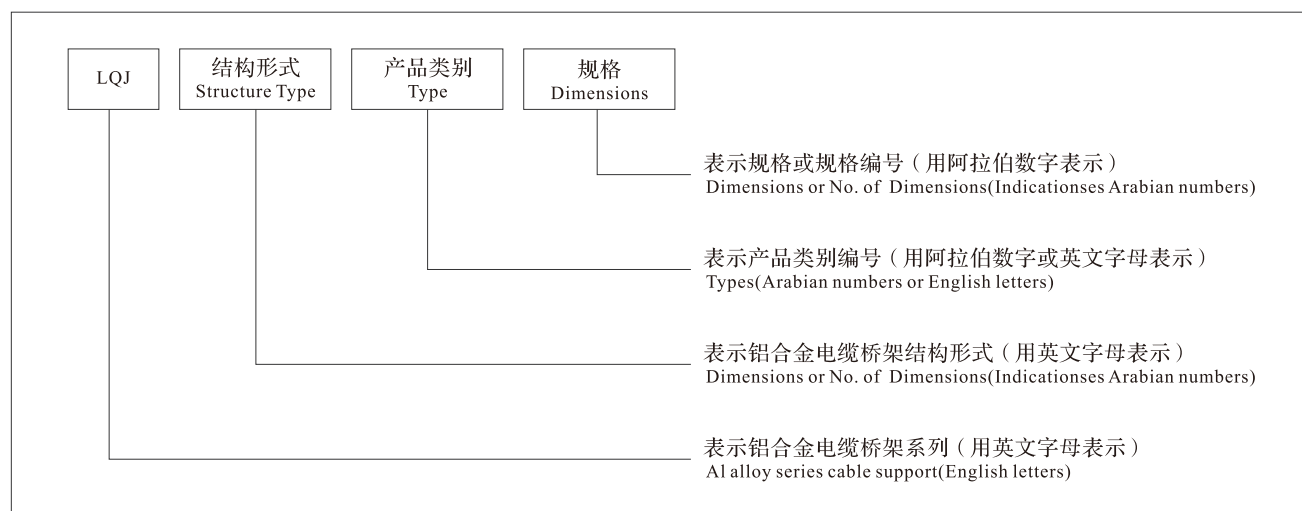 LQJ
结构形式
Structure Type
产品类别
Type
规格
Dimensions
表示规格或规格编号（用阿拉伯数字表示）
Dimensions or No. of Dimensions(Indicationses Arabian numbers)
表示产品类别编号（用阿拉伯数字或英文字母表示）
Types(Arabian numbers or English letters)
表示铝合金电缆桥架结构形式（用英文字母表示）
Dimensions or No. of Dimensions(Indicationses Arabian numbers)
表示铝合金电缆桥架系列（用英文字母表示）
Al alloy series cable support(English letters)